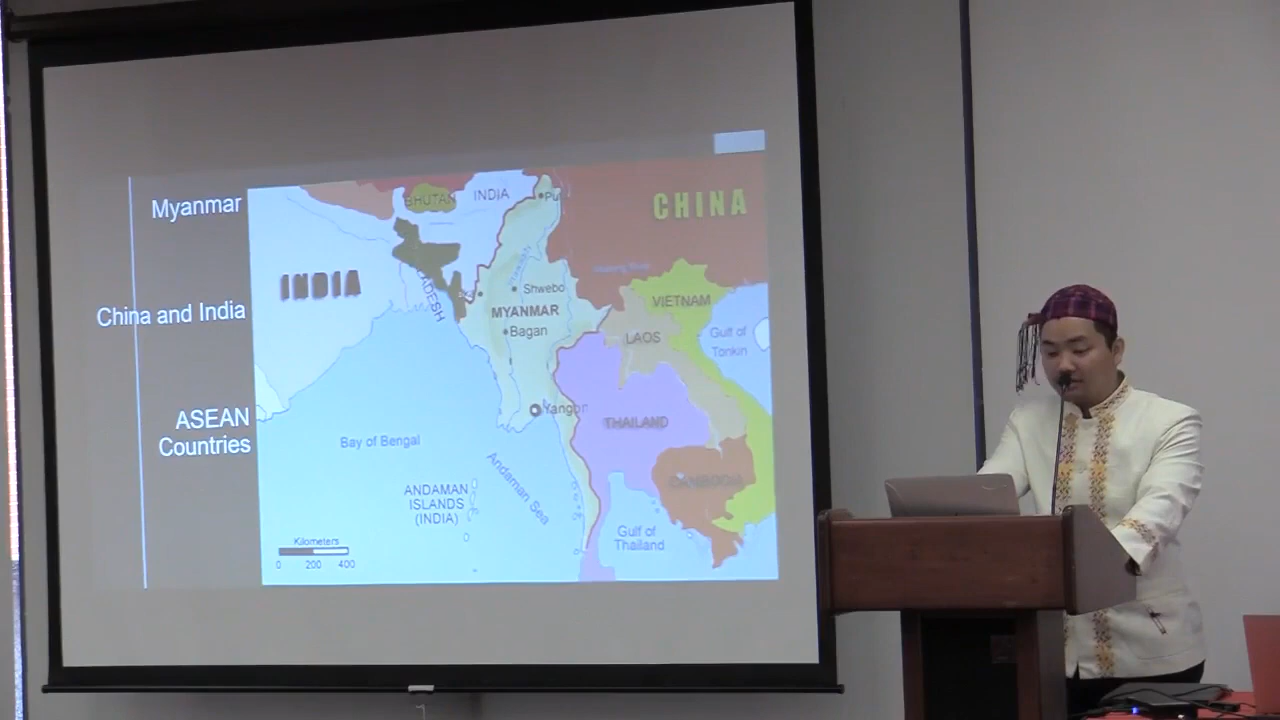 Myanmar
China and India
ASEAN
Countries
BHUTAN
INDIA
CHINA
INDIA
Shwebo
MYANMAR
Bagan
VIETNAM
LAOS
Gulf of
Tonkin
Yangon
THAILAND
Bay of Bengal
CAMBODIA
ANDAMAN
ISLANDS
(INDIA)
Andaman Sea
Gulf of
Thailand
Kilometers
0 200 400